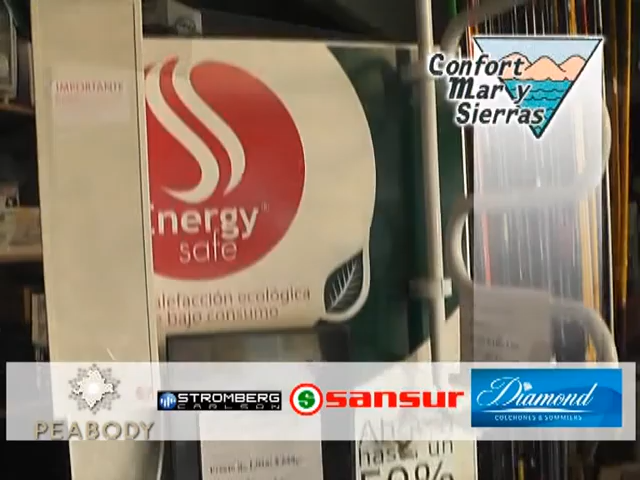 Confort
Mar y
Sierras
IMPORTANTE
Energy
safe
calefacción ecológica
bajo consumo
PEABODY
STROMBERG
CARLSON
S sansur
Diamond
COLCHONES & SOMMIERS
hasta un
50%